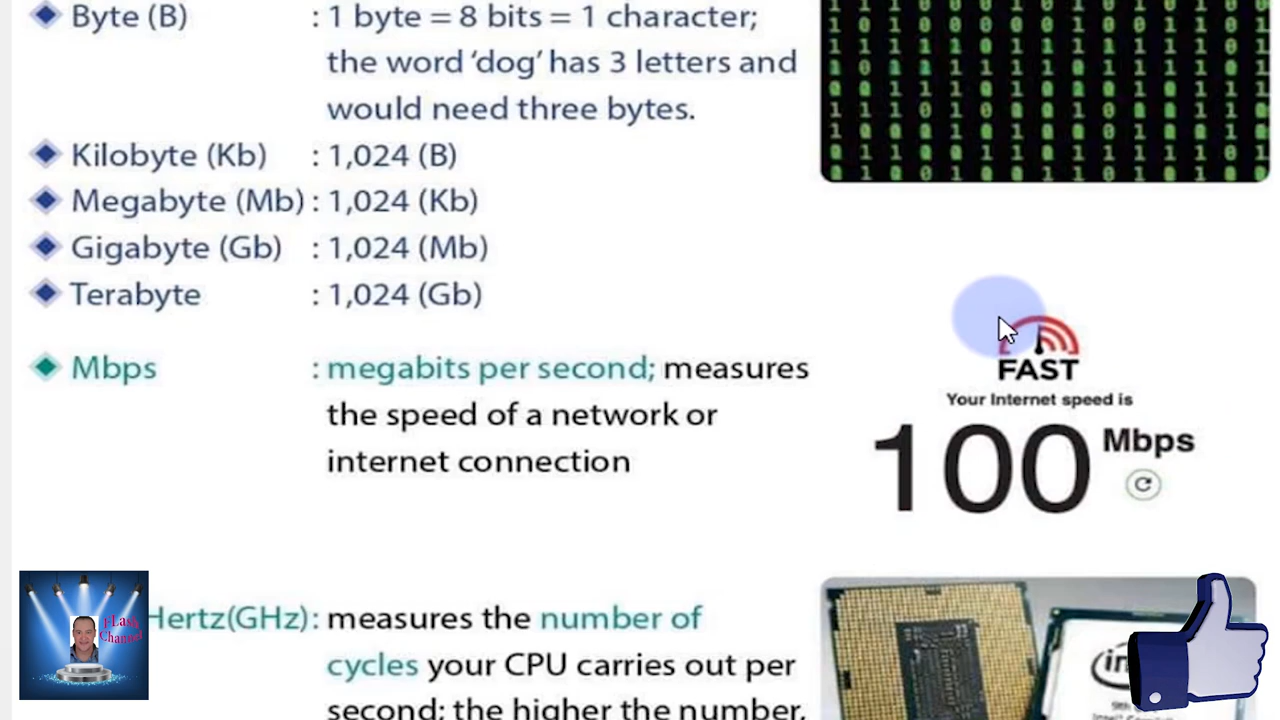 Byte (B) : 1 byte = 8 bits = 1 character;
the word ‘dog’ has 3 letters and
would need three bytes.
Kilobyte (Kb) : 1,024 (B)
Megabyte (Mb) : 1,024 (Kb)
Gigabyte (Gb) : 1,024 (Mb)
Terabyte : 1,024 (Gb)
Mbps : megabits per second; measures
the speed of a network or
internet connection
FAST
Your Internet speed is
100 Mbps
Hertz(GHz): measures the number of
cycles your CPU carries out per
second; the higher the number,
FLash
Channel